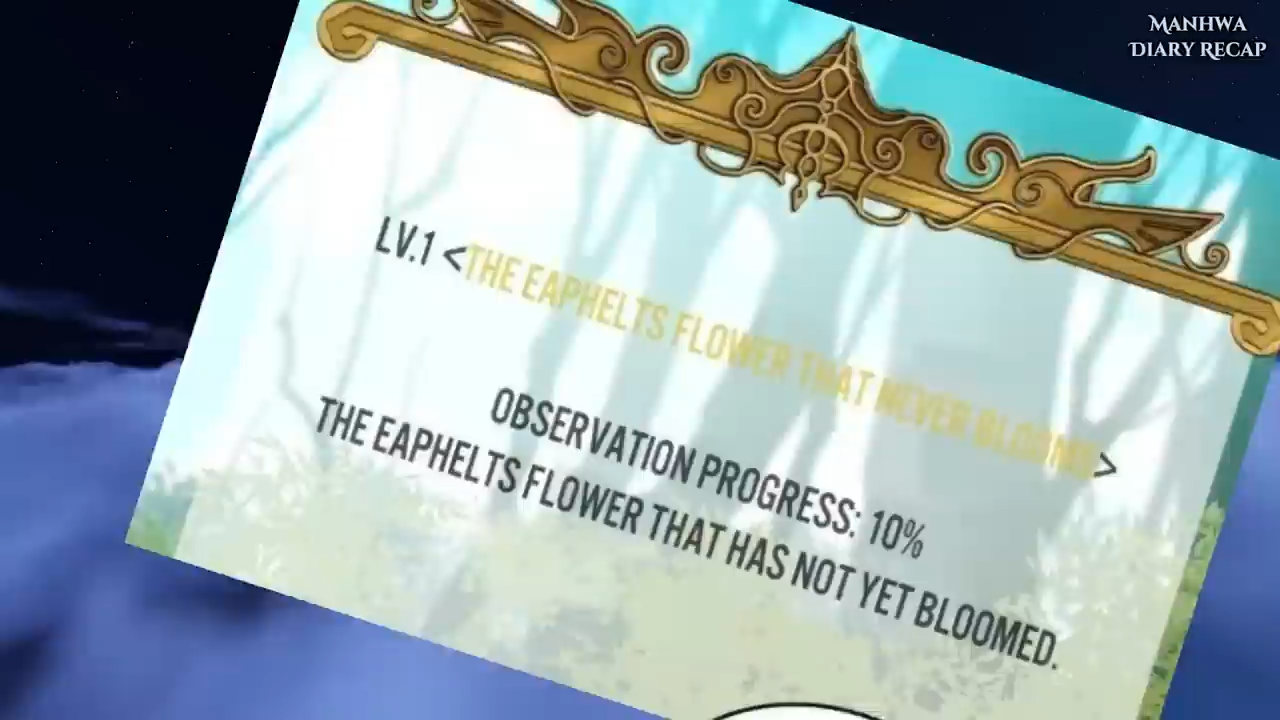 MANHWA
DIARY RECAP
LV.1 <THE EAPHELTS FLOWER THAT NEVER BLOOMS>
OBSERVATION PROGRESS: 10%
THE EAPHELTS FLOWER THAT HAS NOT YET BLOOMED.